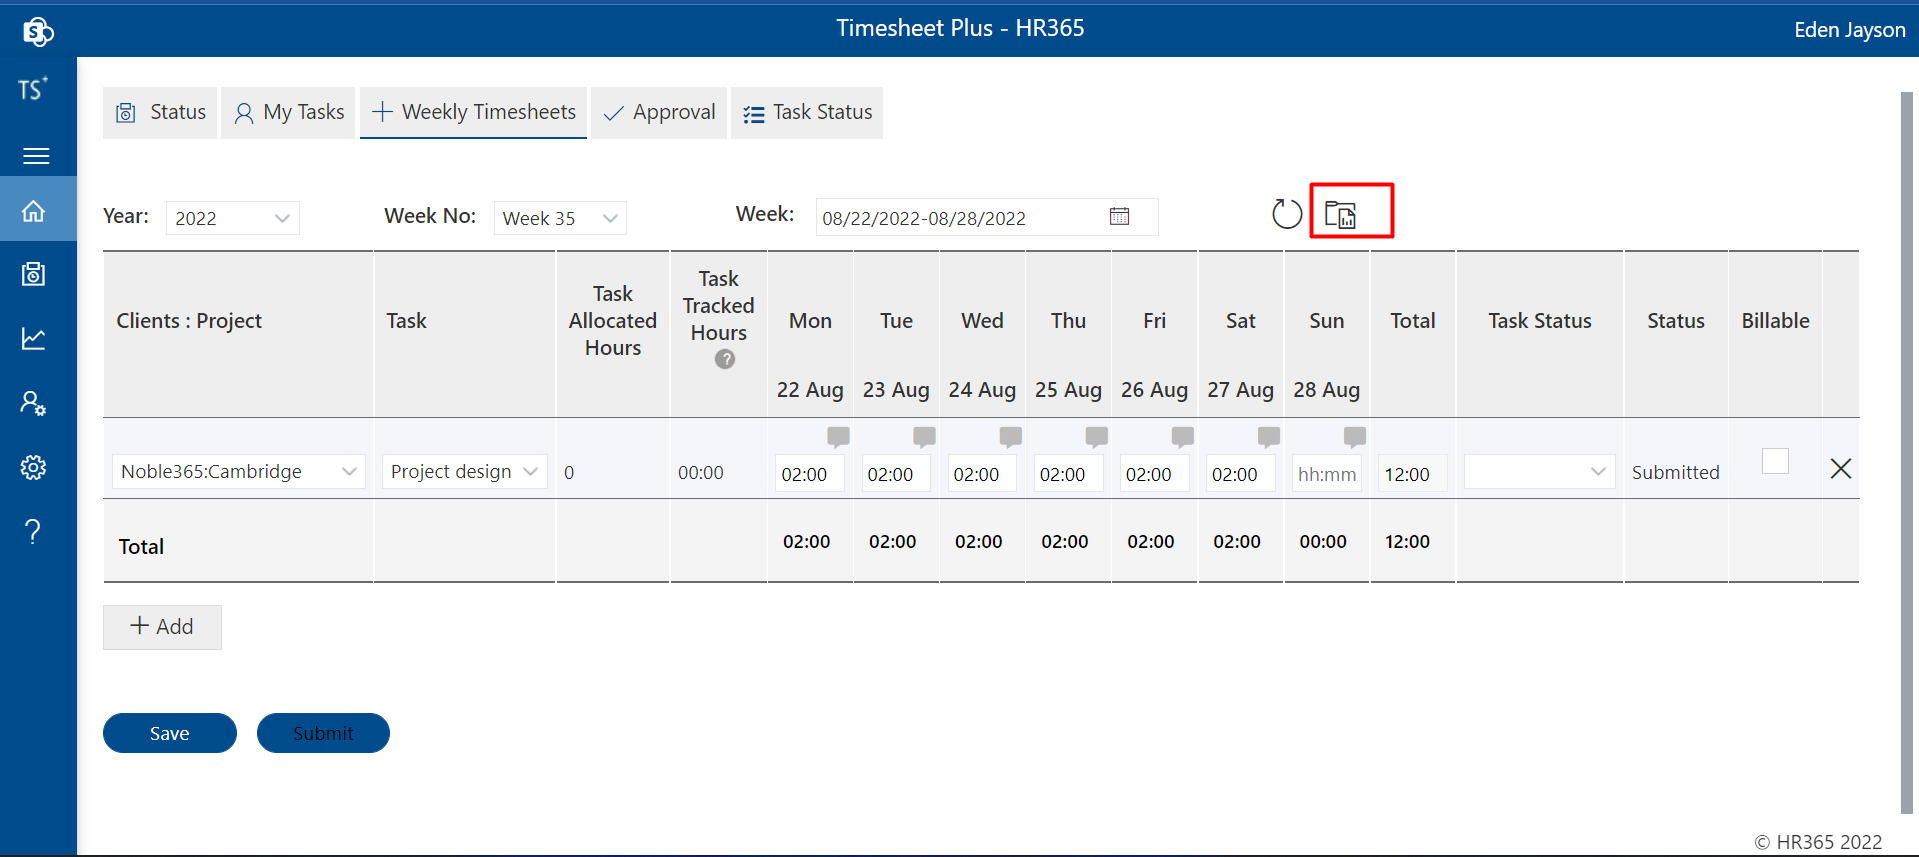 Timesheet Plus - HR365
Eden Jayson
TS+
Status
My Tasks
Weekly Timesheets
Approval
Task Status
Year: 2022
Week No: Week 35
Week: 08/22/2022-08/28/2022
Clients : Project
Task
Task Allocated Hours
Task Tracked Hours ?
Mon 22 Aug
Tue 23 Aug
Wed 24 Aug
Thu 25 Aug
Fri 26 Aug
Sat 27 Aug
Sun 28 Aug
Total
Task Status
Status
Billable
Noble365:Cambridge Project design 0 00:00 02:00 02:00 02:00 02:00 02:00 02:00 hh:mm 12:00 Submitted
Total 02:00 02:00 02:00 02:00 02:00 02:00 00:00 12:00
+ Add
Save
Submit
© HR365 2022